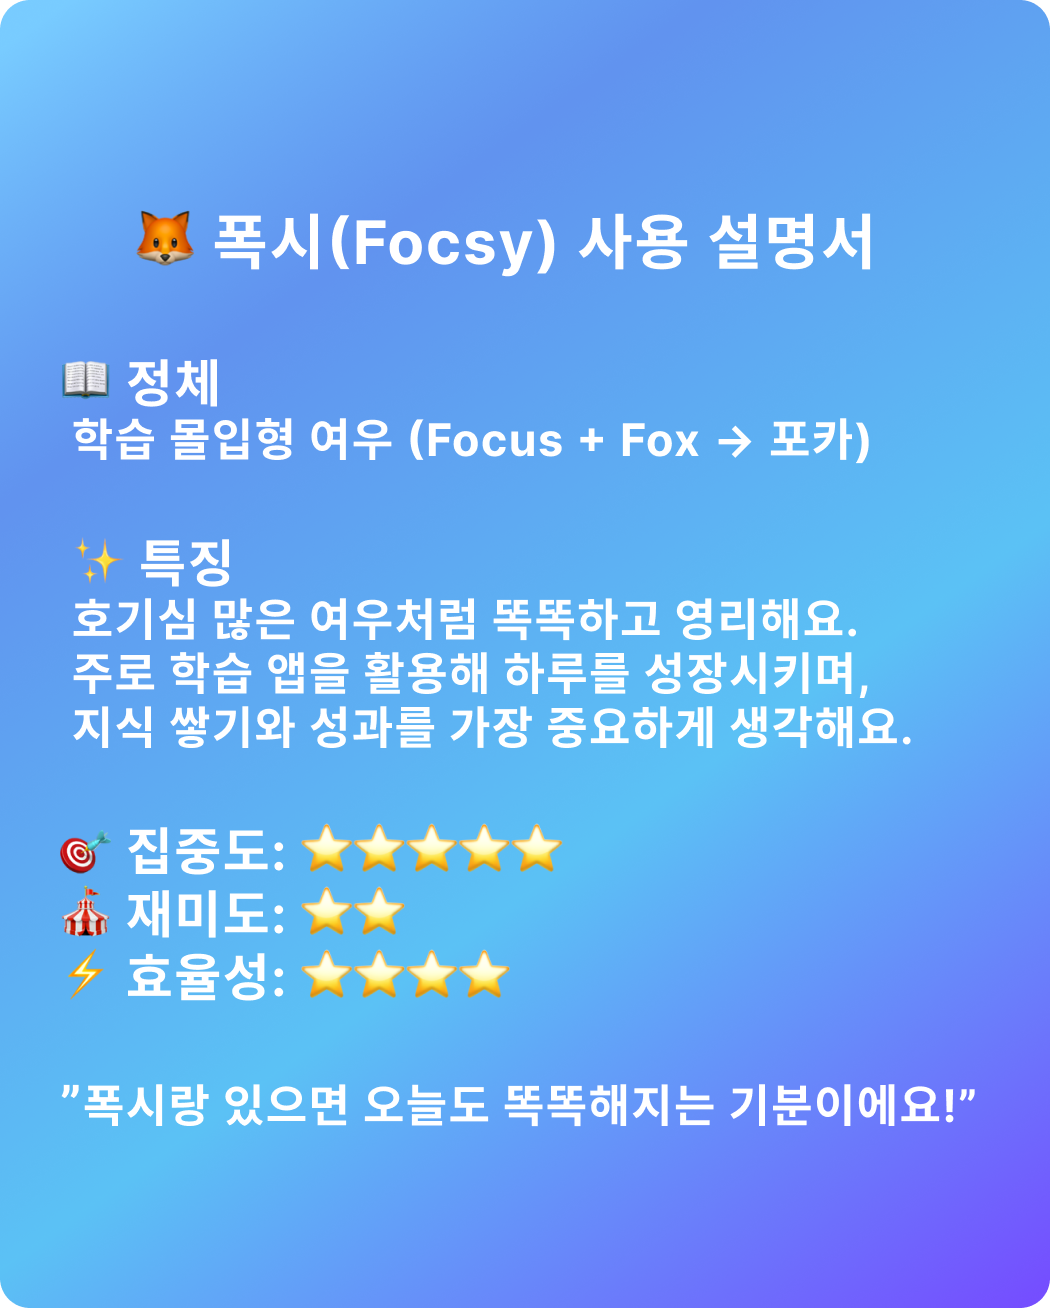 🦊 폭시(Focsy) 사용 설명서
📖 정체
학습 몰입형 여우 (Focus + Fox → 포카)
✨ 특징
호기심 많은 여우처럼 똑똑하고 영리해요.
주로 학습 앱을 활용해 하루를 성장시키며,
지식 쌓기와 성과를 가장 중요하게 생각해요.
🎯 집중도: ⭐⭐⭐⭐⭐
🎪 재미도: ⭐⭐
⚡ 효율성: ⭐⭐⭐⭐
”폭시랑 있으면 오늘도 똑똑해지는 기분이에요!”